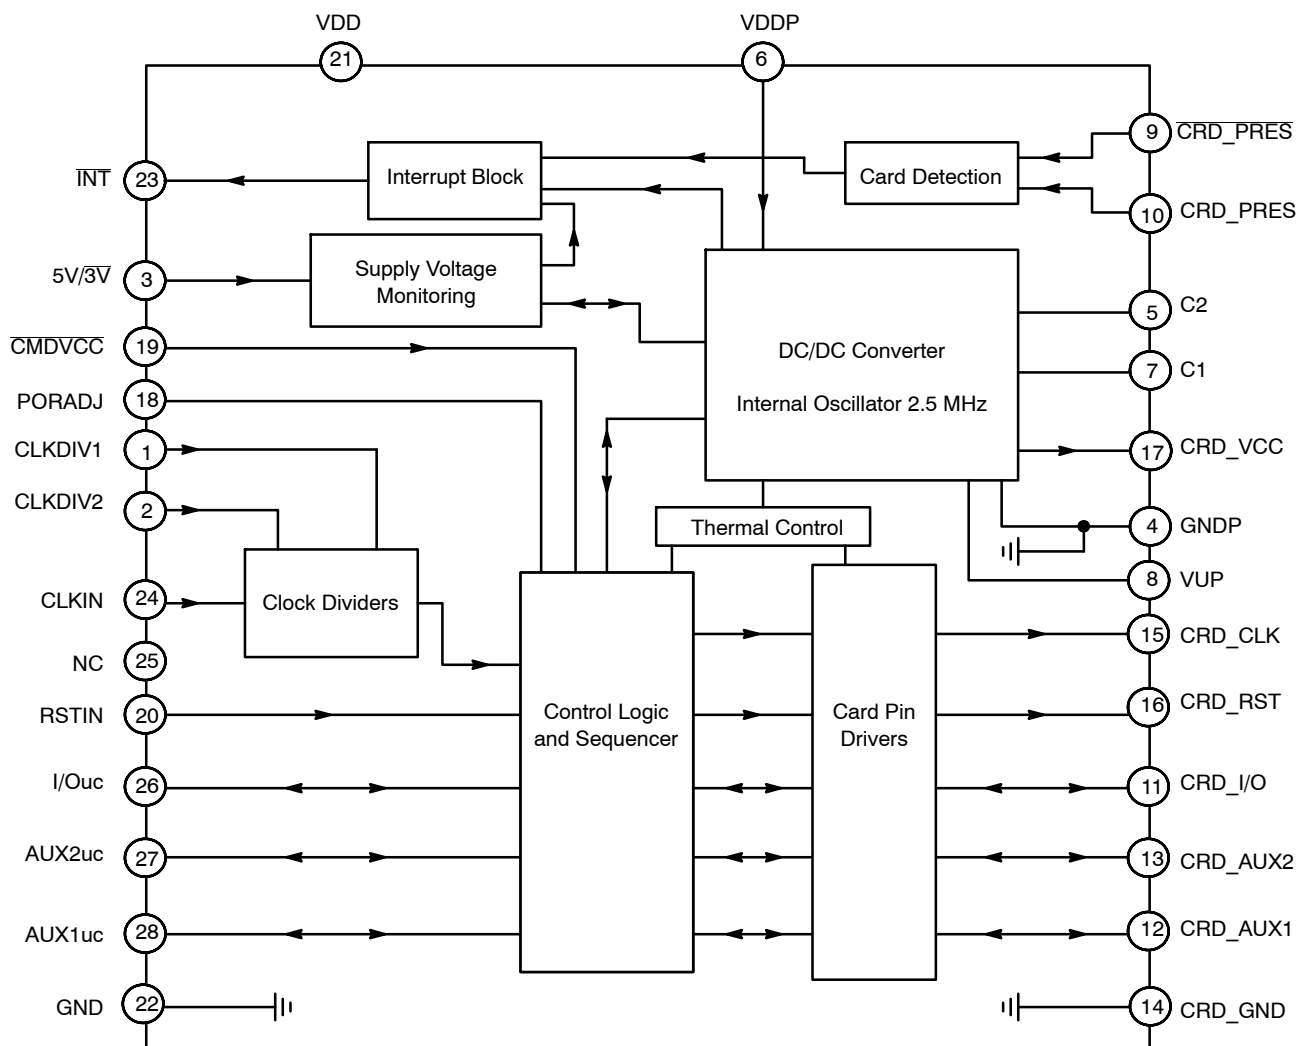 VDD
VDDP
21
6
INT
23
Interrupt Block
Card Detection
9
CRD_PRES
10
CRD_PRES
5V/3V
3
Supply Voltage
Monitoring
5
C2
CMDVCC
19
DC/DC Converter
Internal Oscillator 2.5 MHz
7
C1
PORADJ
18
CLKDIV1
1
17
CRD_VCC
CLKDIV2
2
Thermal Control
4
GNDP
8
VUP
CLKIN
24
Clock Dividers
15
CRD_CLK
NC
25
RSTIN
20
Control Logic
and Sequencer
Card Pin
Drivers
16
CRD_RST
I/Ouc
26
11
CRD_I/O
AUX2uc
27
13
CRD_AUX2
AUX1uc
28
12
CRD_AUX1
GND
22
14
CRD_GND